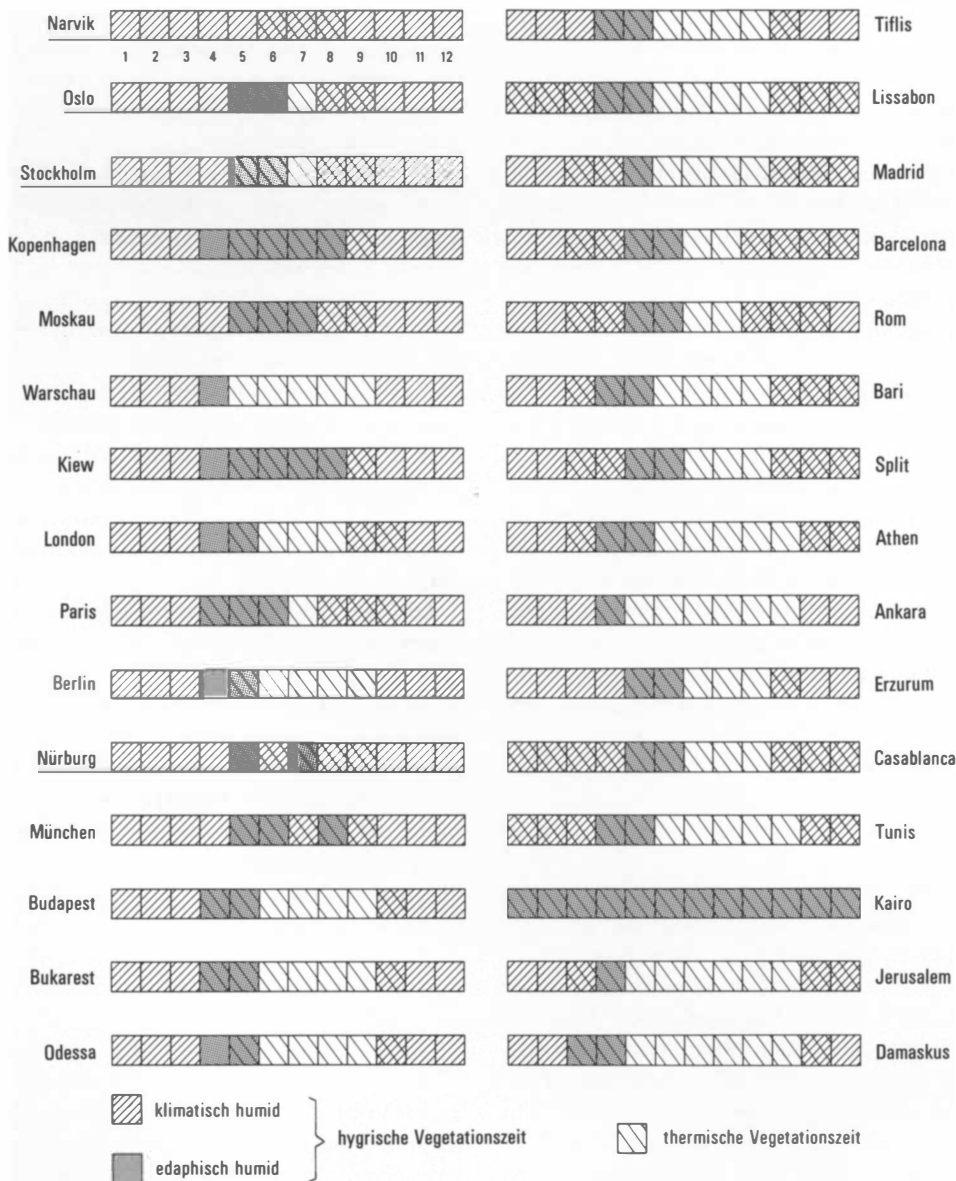 Narvik Tiflis
1 2 3 4 5 6 7 8 9 10 11 12
Oslo Lissabon
Stockholm Madrid
Kopenhagen Barcelona
Moskau Rom
Warschau Bari
Kiew Split
London Athen
Paris Ankara
Berlin Erzurum
Nürburg Casablanca
München Tunis
Budapest Kairo
Bukarest Jerusalem
Odessa Damaskus
klimatisch humid
hygrische Vegetationszeit thermische Vegetationszeit
edaphisch humid